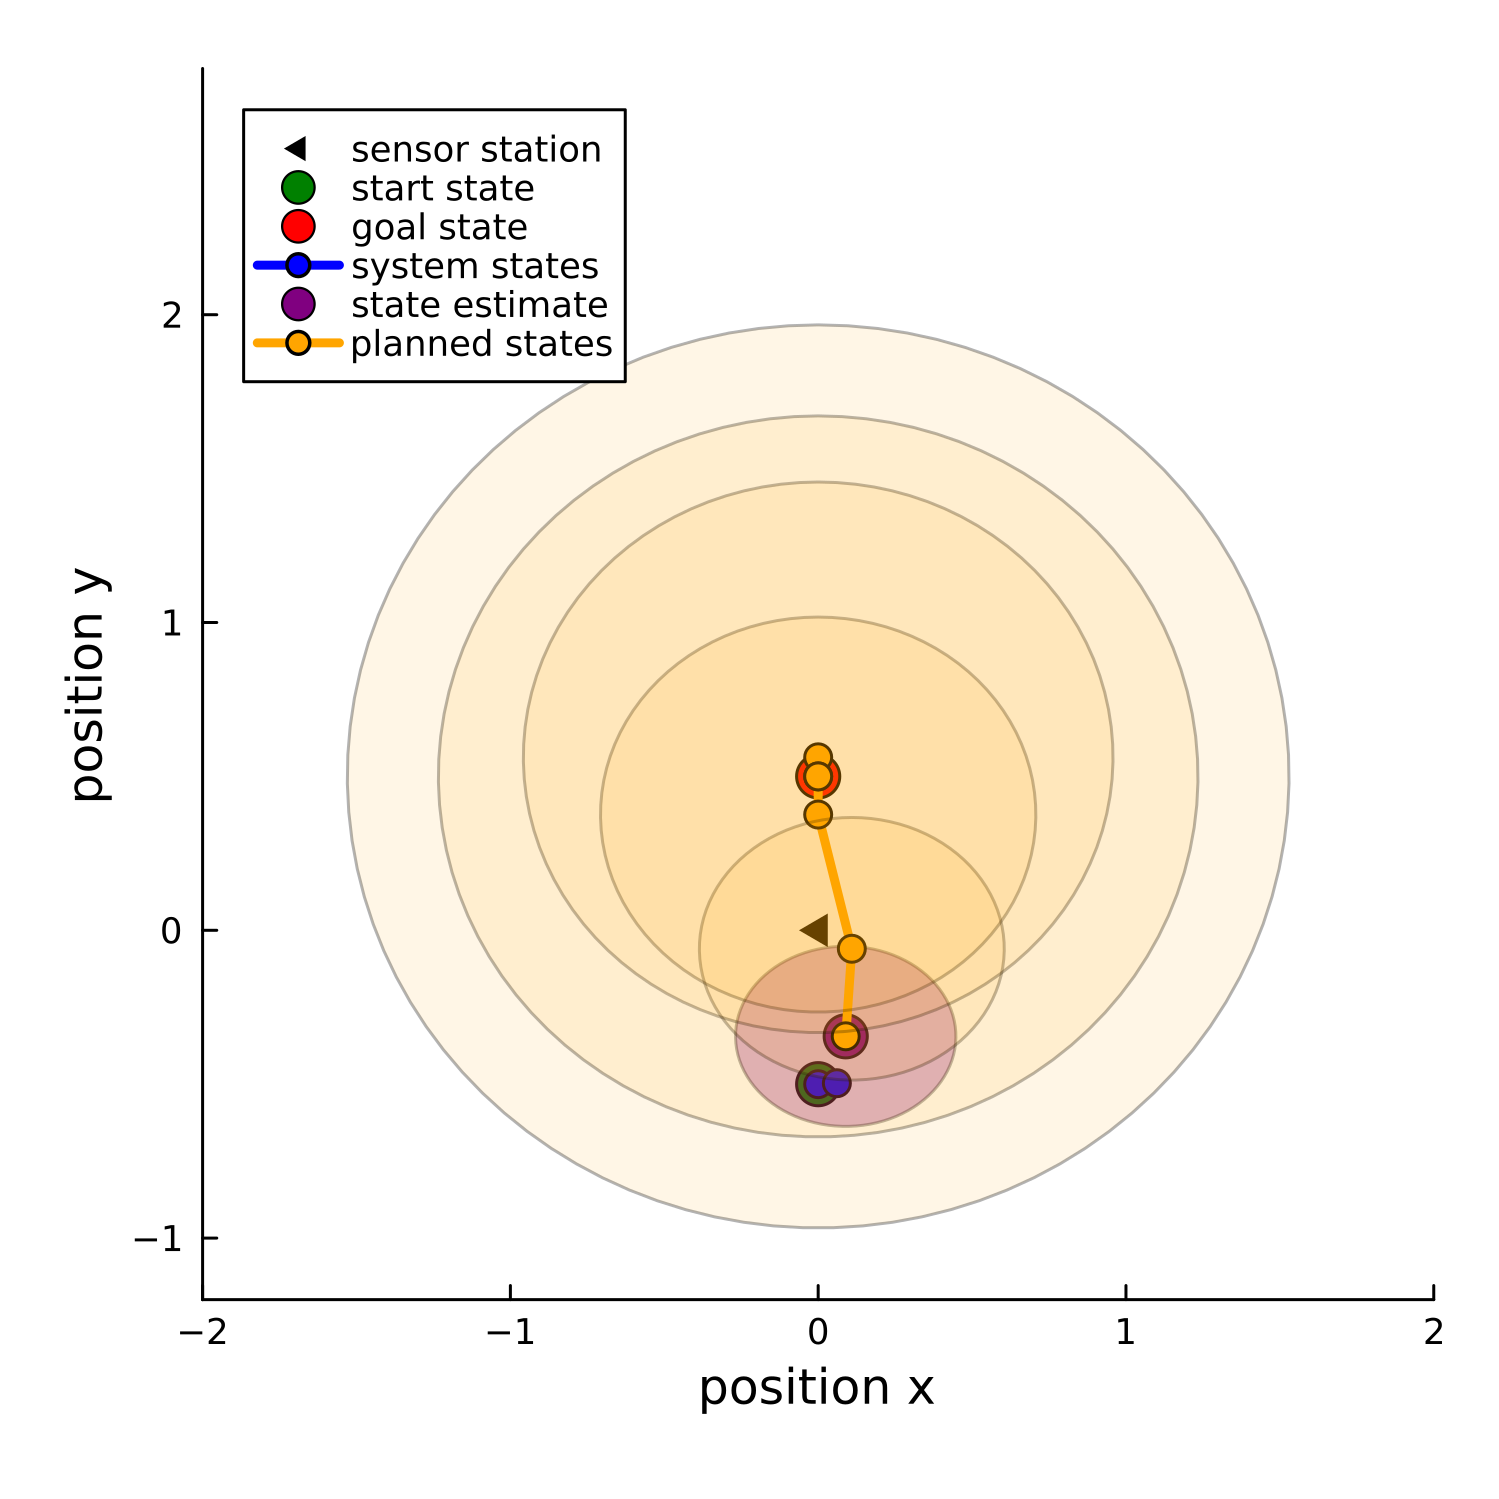 sensor station
start state
goal state
system states
state estimate
planned states
2
1
0
−1
position y
−2 −1 0 1 2
position x